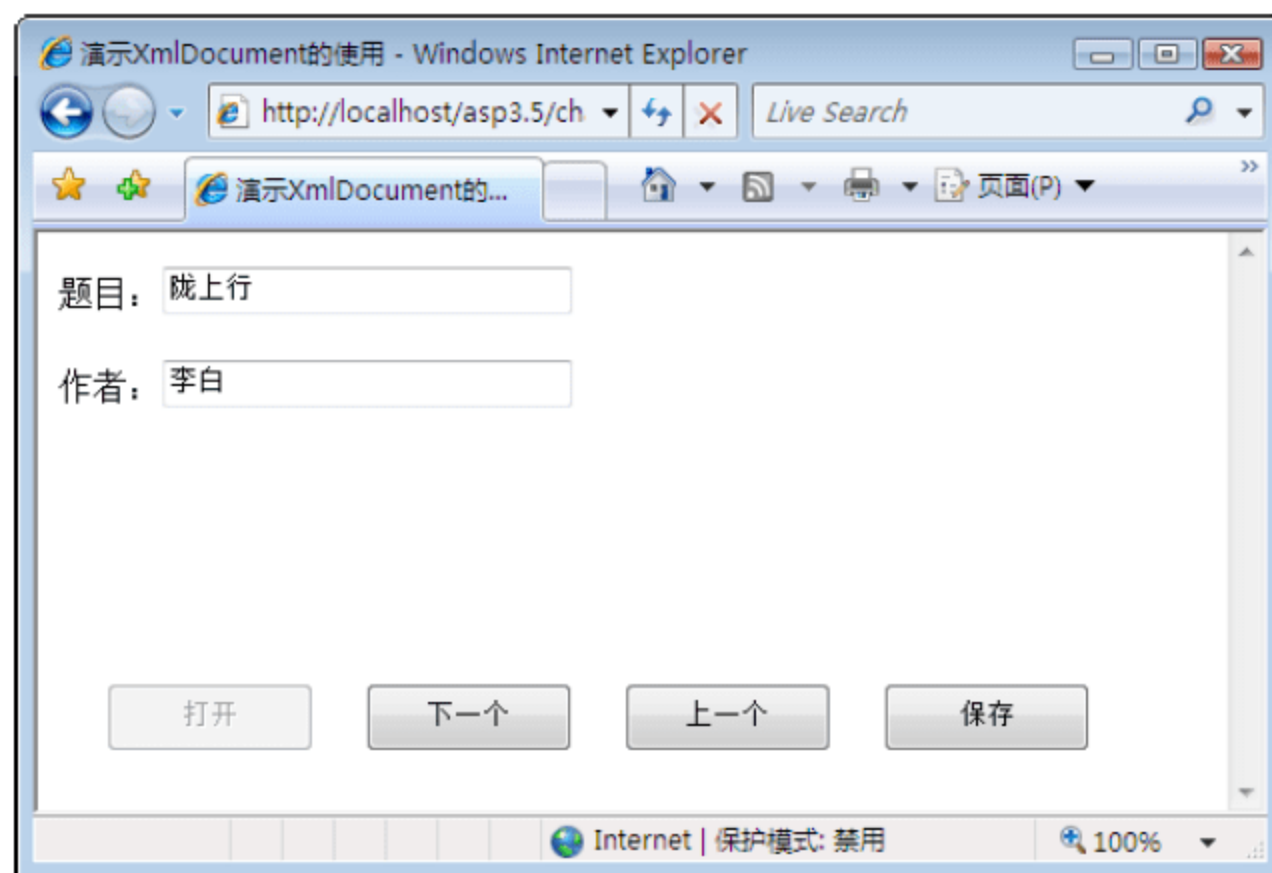 演示XmlDocument的使用 - Windows Internet Explorer
http://localhost/asp3.5/ch
Live Search
演示XmlDocument的...
页面(P)
题目：陇上行
作者：李白
打开 下一个 上一个 保存
Internet | 保护模式: 禁用 100%